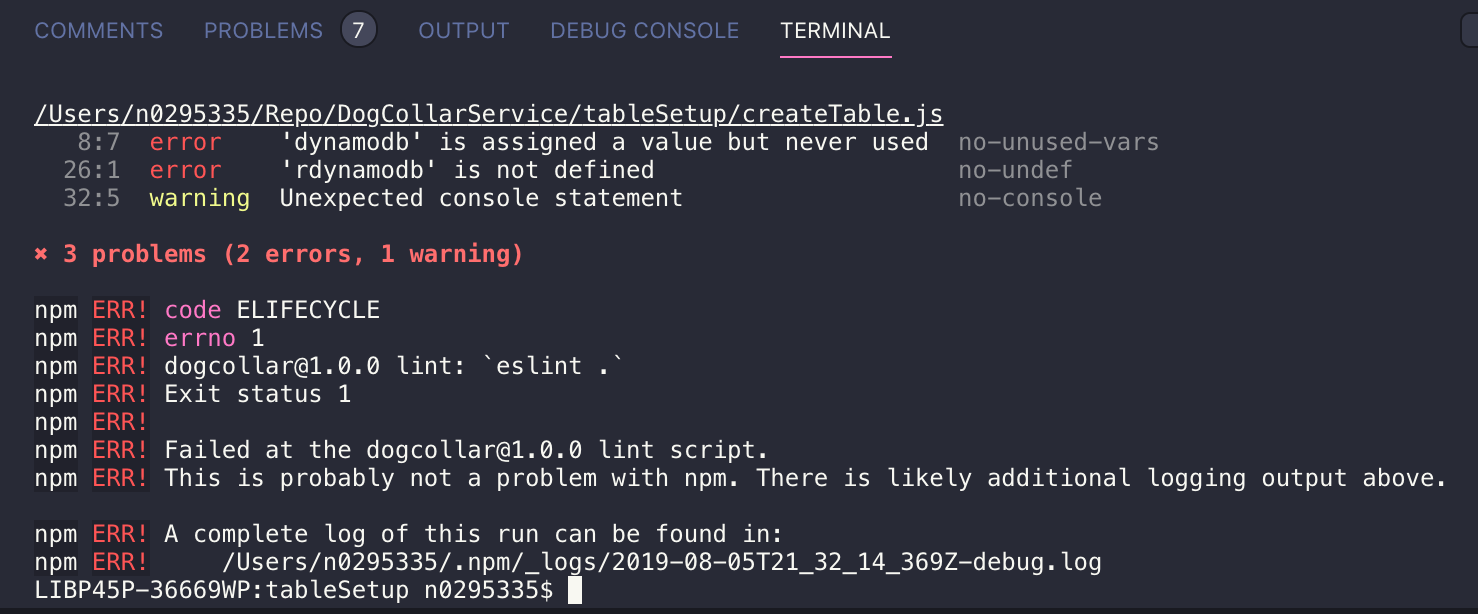 COMMENTS PROBLEMS 7 OUTPUT DEBUG CONSOLE TERMINAL
/Users/n0295335/Repo/DogCollarService/tableSetup/createTable.js
8:7 error 'dynamodb' is assigned a value but never used no-unused-vars
26:1 error 'rdynamodb' is not defined no-undef
32:5 warning Unexpected console statement no-console
✖ 3 problems (2 errors, 1 warning)
npm ERR! code ELIFECYCLE
npm ERR! errno 1
npm ERR! dogcollar@1.0.0 lint: `eslint .`
npm ERR! Exit status 1
npm ERR!
npm ERR! Failed at the dogcollar@1.0.0 lint script.
npm ERR! This is probably not a problem with npm. There is likely additional logging output above.
npm ERR! A complete log of this run can be found in:
npm ERR!     /Users/n0295335/.npm/_logs/2019-08-05T21_32_14_369Z-debug.log
LIBP45P-36669WP:tableSetup n0295335$